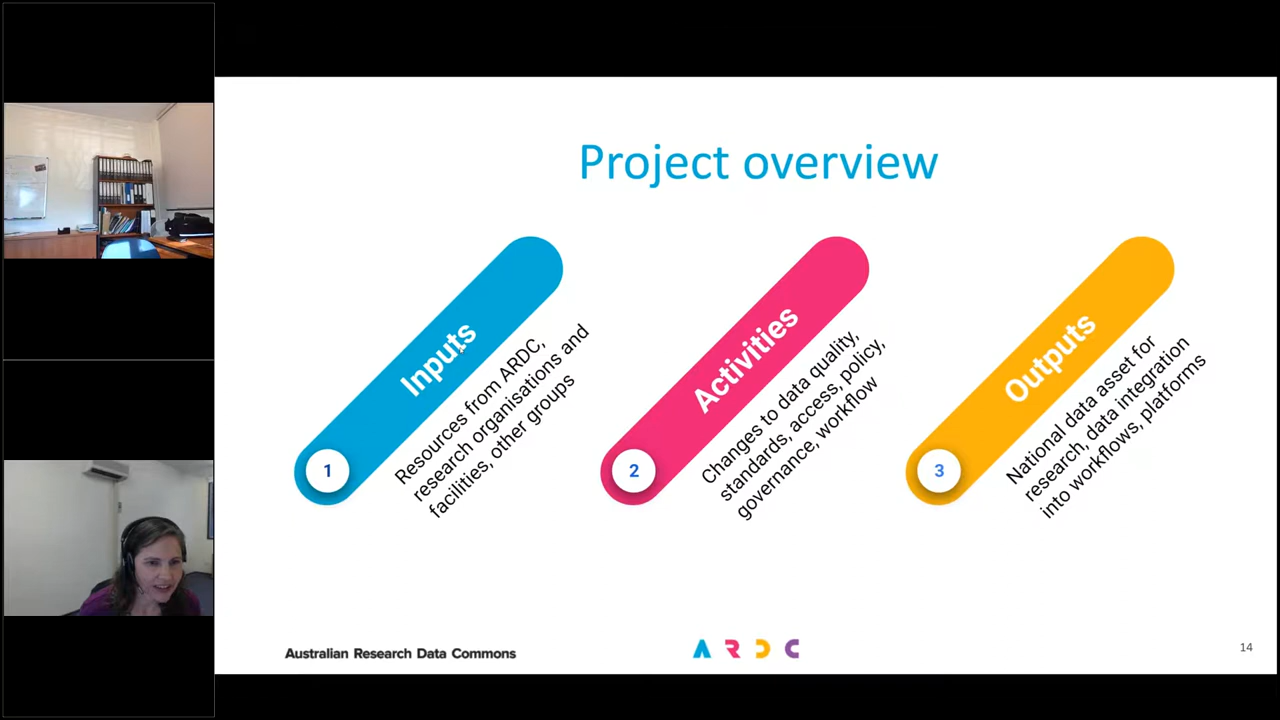 Project overview
Inputs
Resources from ARDC,
research organisations and
facilities, other groups
1
Activities
Changes to data quality,
standards, access, policy,
governance, workflow
2
Outputs
National data asset for
research, data integration
into workflows, platforms
3
Australian Research Data Commons
ARDC
14